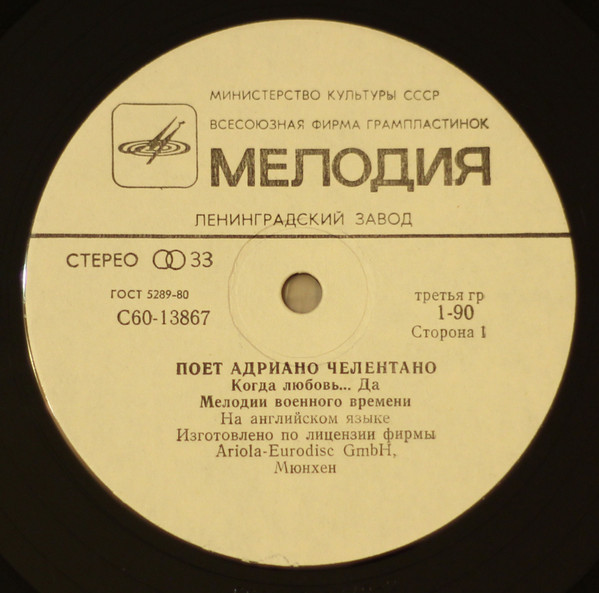 МИНИСТЕРСТВО КУЛЬТУРЫ СССР
ВСЕСОЮЗНАЯ ФИРМА ГРАМПЛАСТИНОК
МЕЛОДИЯ
ЛЕНИНГРАДСКИЙ ЗАВОД
СТЕРЕО 33
ГОСТ 5289-80
С60-13867
третья гр
1-90
Сторона 1
ПОЕТ АДРИАНО ЧЕЛЕНТАНО
Когда любовь... Да
Мелодии военного времени
На английском языке
Изготовлено по лицензии фирмы
Ariola-Eurodisc GmbH,
Мюнхен